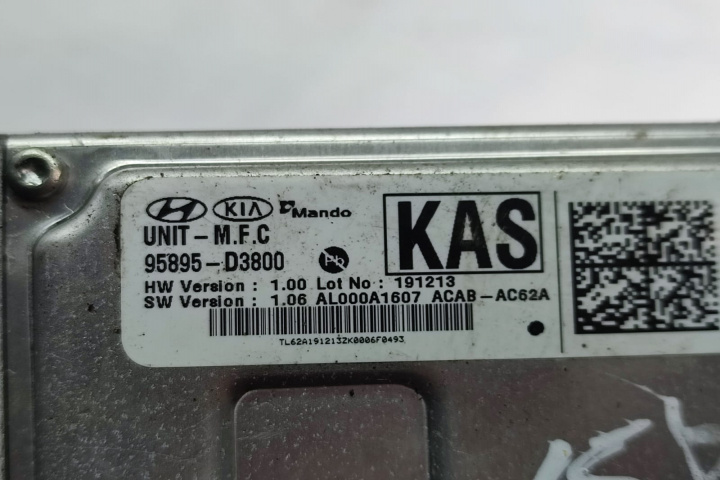 KIA Mando
UNIT - M.F.C
95895-D3800 Pb
KAS
HW Version : 1.00 Lot No : 191213
SW Version : 1.06 AL000A1607 ACAB-AC62A
TL62A191213ZK0006F0493